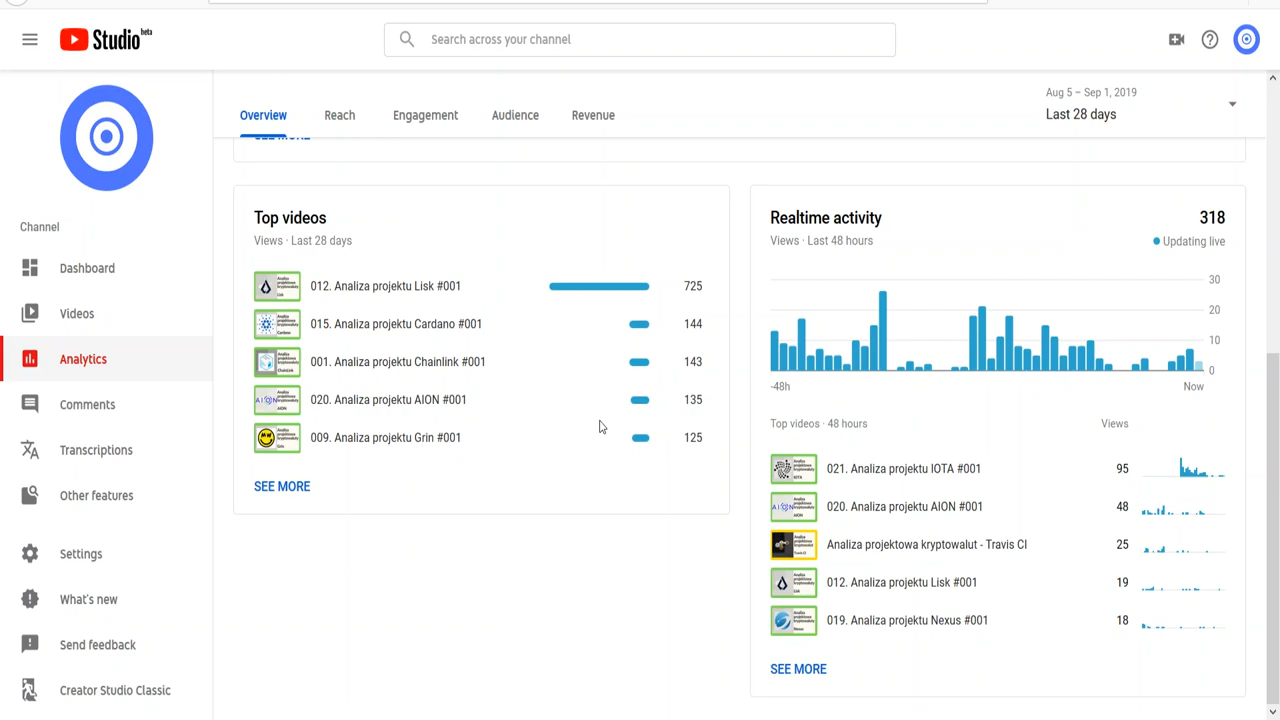 Studio beta
Search across your channel
Overview
Reach
Engagement
Audience
Revenue
Aug 5 – Sep 1, 2019
Last 28 days
Channel
Dashboard
Videos
Analytics
Comments
Transcriptions
Other features
Settings
What's new
Send feedback
Creator Studio Classic
SEE MORE
Top videos
Views · Last 28 days
012. Analiza projektu Lisk #001 725
015. Analiza projektu Cardano #001 144
001. Analiza projektu Chainlink #001 143
020. Analiza projektu AION #001 135
009. Analiza projektu Grin #001 125
SEE MORE
Realtime activity 318
Views · Last 48 hours Updating live
30
20
10
0
-48h Now
Top videos · 48 hours Views
021. Analiza projektu IOTA #001 95
020. Analiza projektu AION #001 48
Analiza projektowa kryptowalut - Travis CI 25
012. Analiza projektu Lisk #001 19
019. Analiza projektu Nexus #001 18
SEE MORE